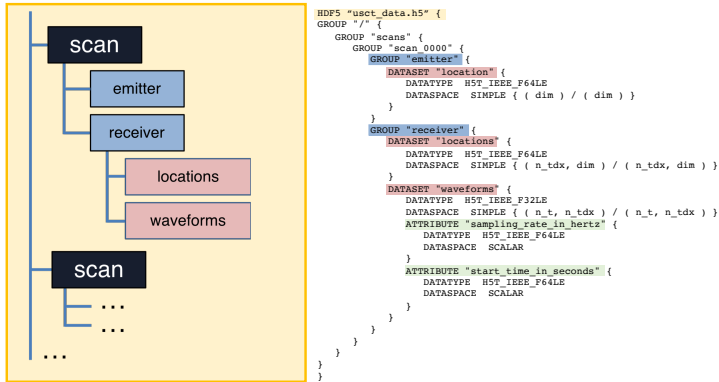 scan
emitter
receiver
locations
waveforms
scan
...
...
...
HDF5 “usct_data.h5” {
GROUP "/" {
GROUP "scans" {
GROUP "scan_0000" {
GROUP "emitter" {
DATASET "location" {
DATATYPE H5T_IEEE_F64LE
DATASPACE SIMPLE { ( dim ) / ( dim ) }
}
}
GROUP "receiver" {
DATASET "locations" {
DATATYPE H5T_IEEE_F64LE
DATASPACE SIMPLE { ( n_tdx, dim ) / ( n_tdx, dim ) }
}
DATASET "waveforms" {
DATATYPE H5T_IEEE_F32LE
DATASPACE SIMPLE { ( n_t, n_tdx ) / ( n_t, n_tdx ) }
ATTRIBUTE "sampling_rate_in_hertz" {
DATATYPE H5T_IEEE_F64LE
DATASPACE SCALAR
}
ATTRIBUTE "start_time_in_seconds" {
DATATYPE H5T_IEEE_F64LE
DATASPACE SCALAR
}
}
}
}
}
}
}